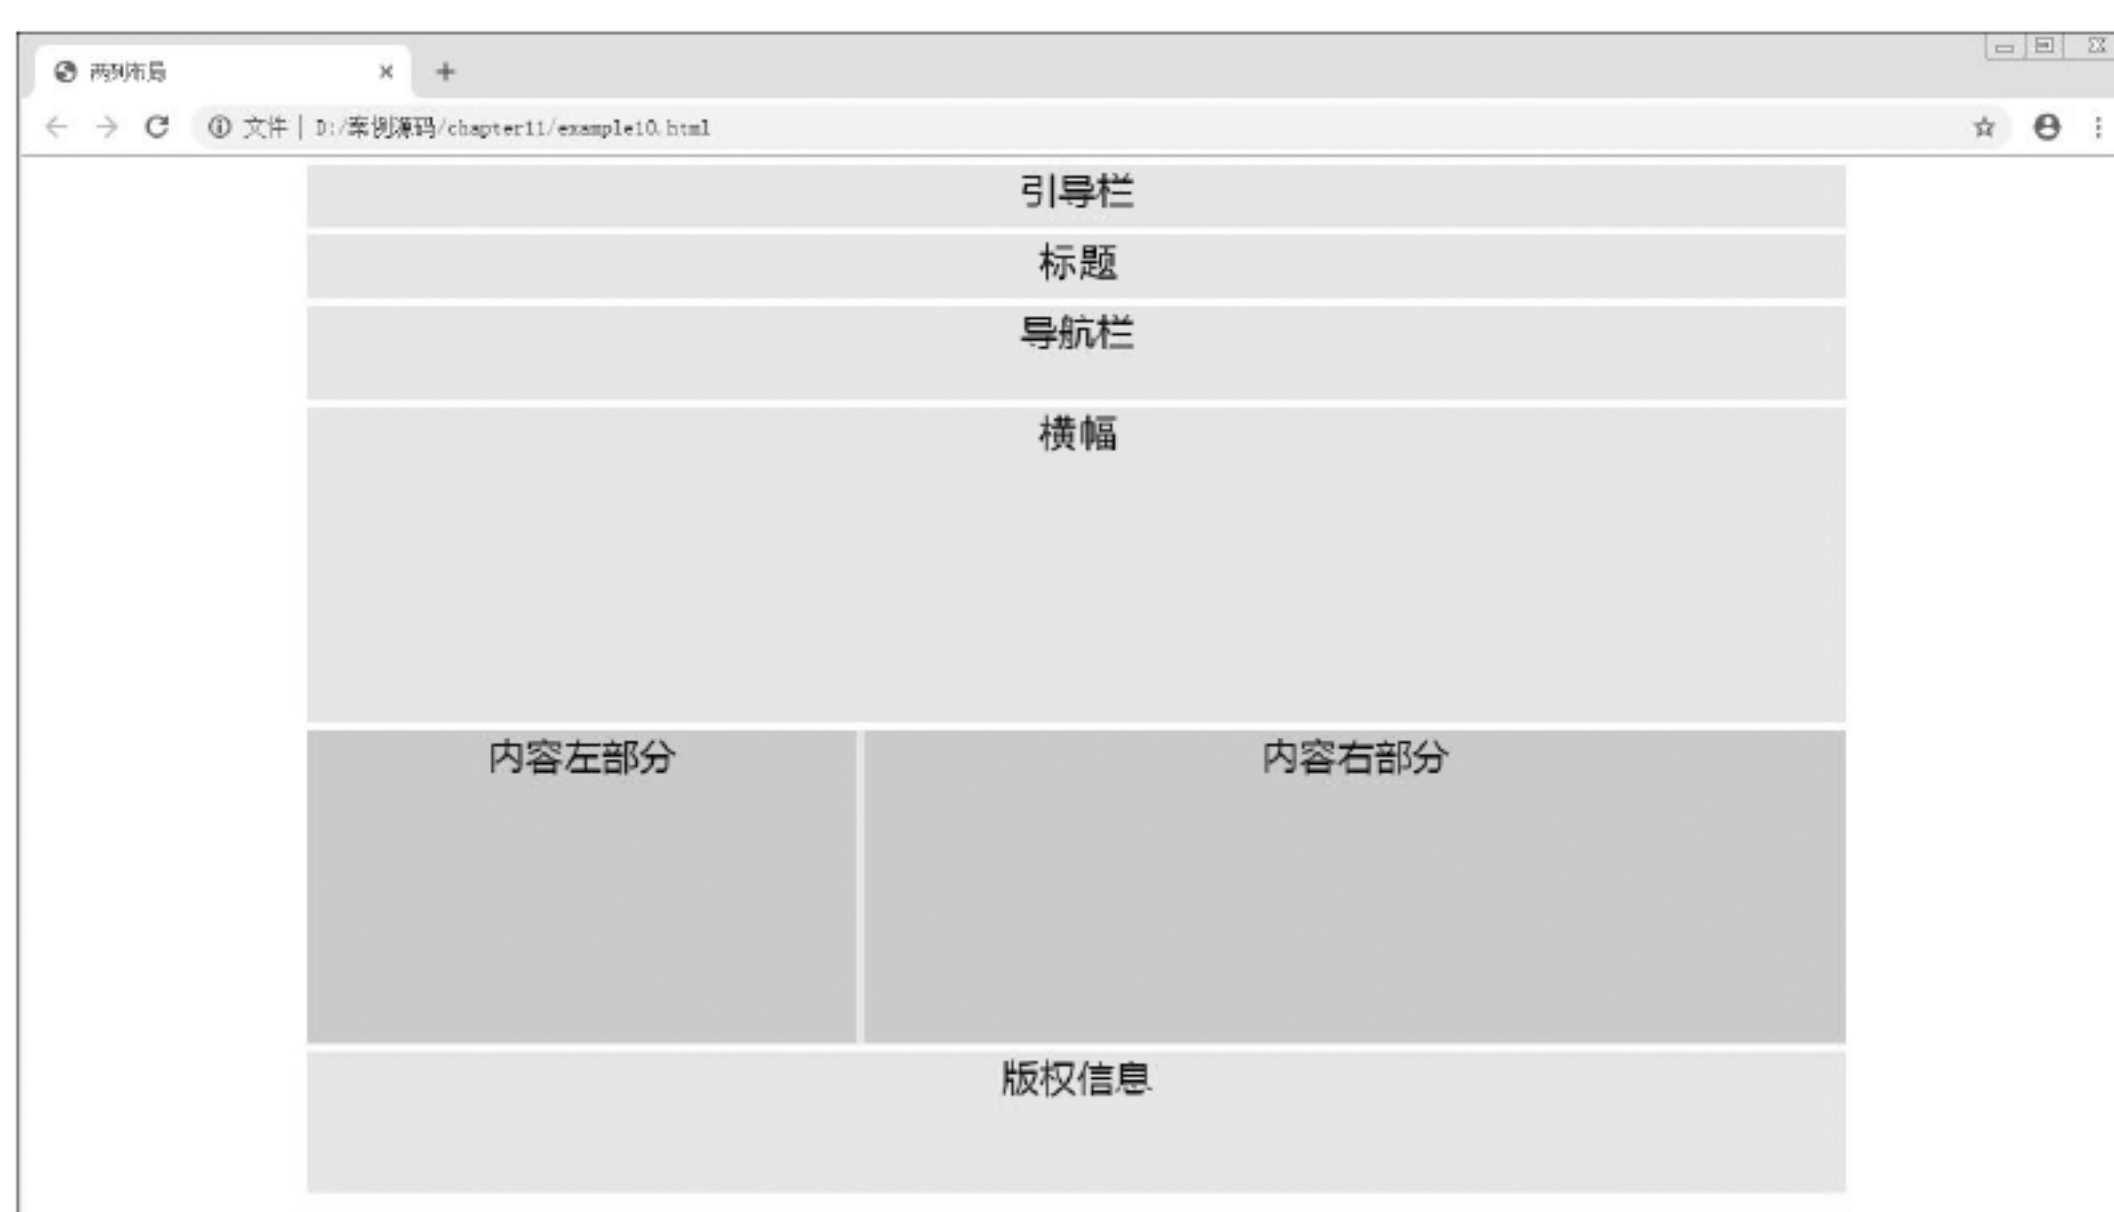 两列布局
文件 | D:/案例源码/chapter11/example10.html
引导栏
标题
导航栏
横幅
内容左部分 内容右部分
版权信息